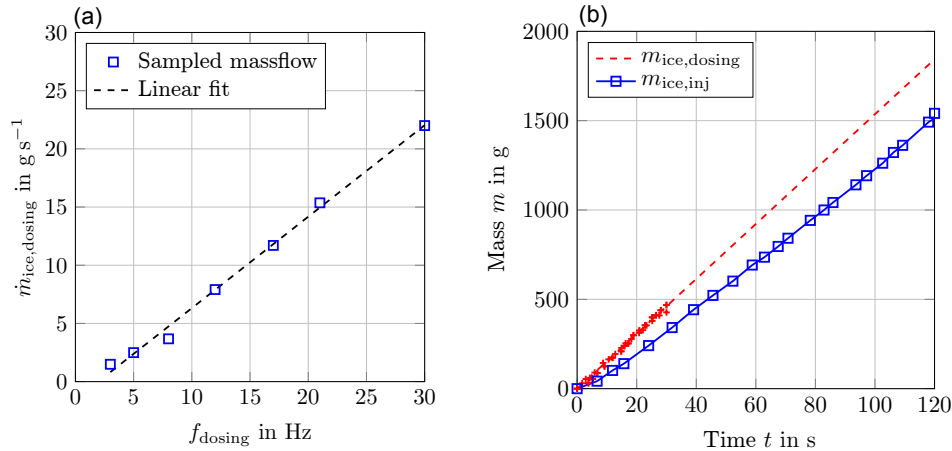 (a)
30
25
20
15
10
5
0
0 5 10 15 20 25 30
ṁice,dosing in g s⁻¹
fdosing in Hz
Sampled massflow
Linear fit
(b)
2000
1500
1000
500
0
0 20 40 60 80 100 120
Mass m in g
Time t in s
mice,dosing
mice,inj